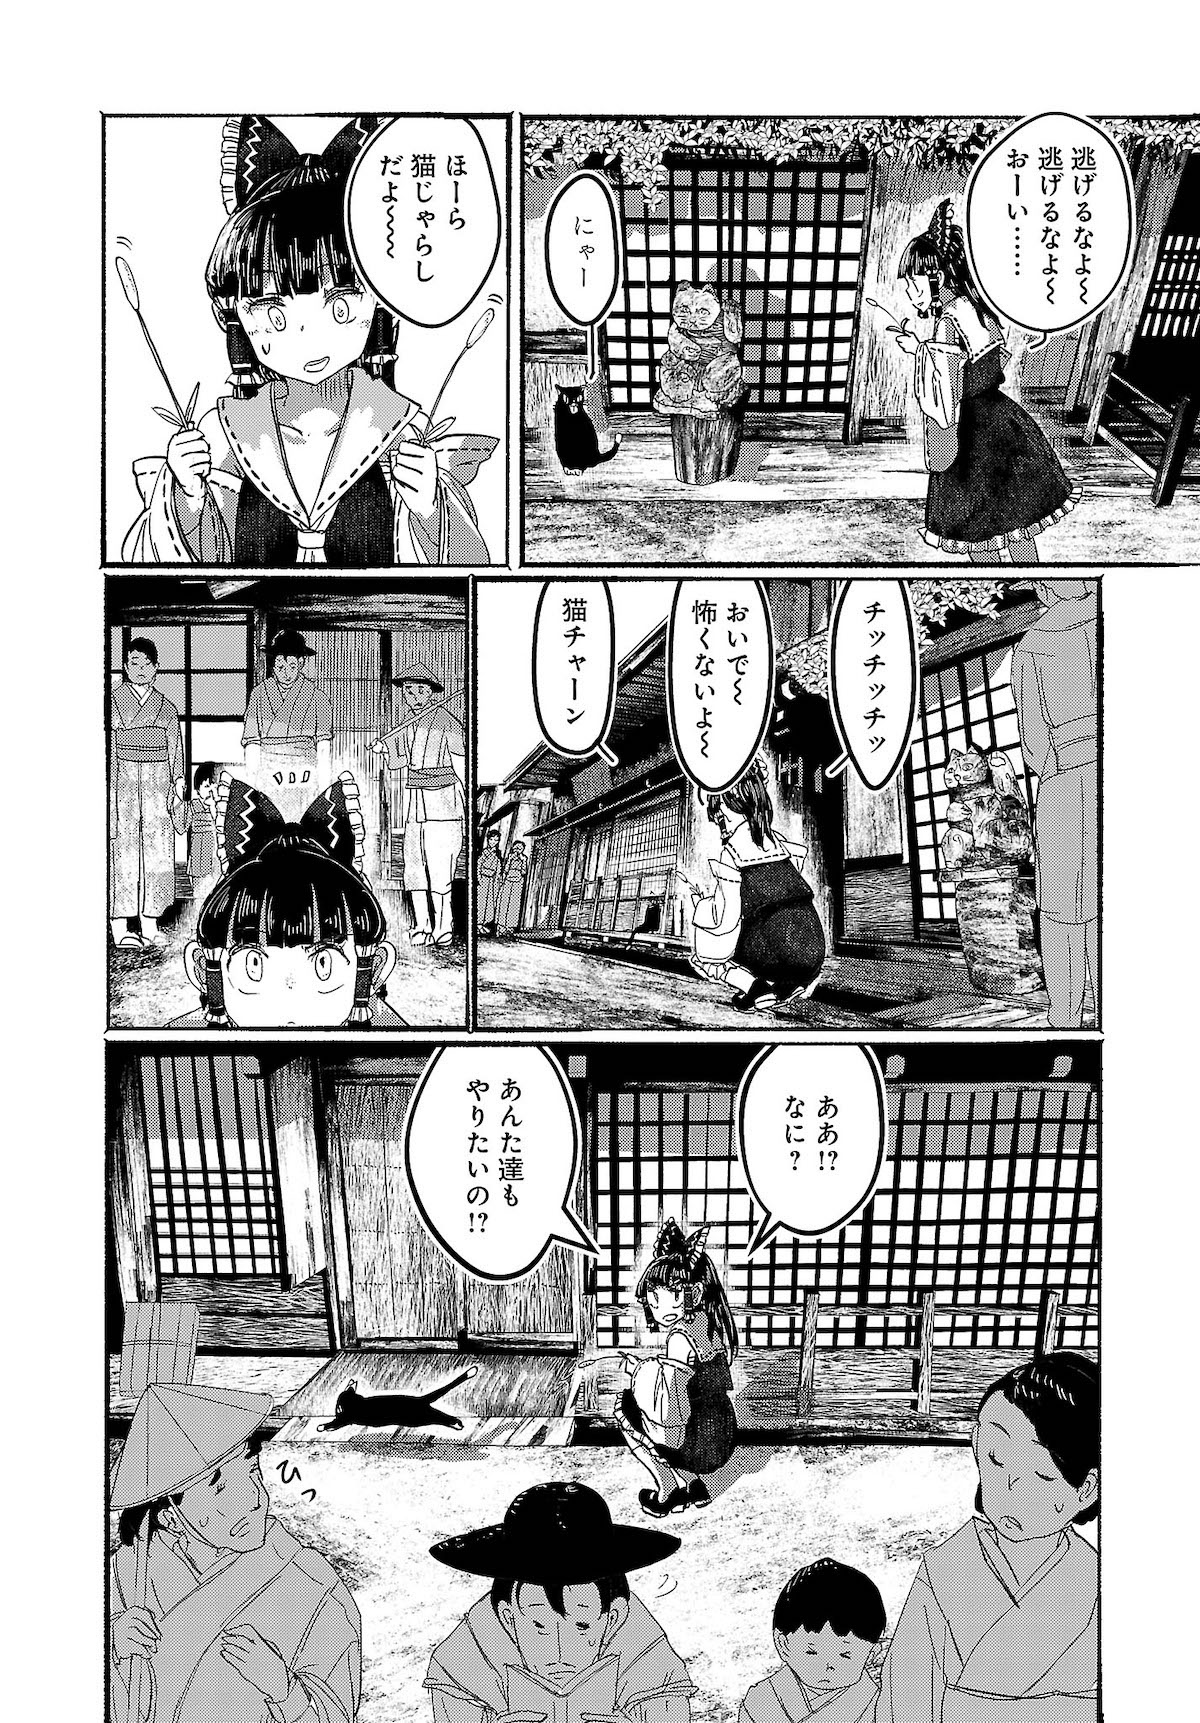 逃げるなよ〜
逃げるなよ〜
おーい……
にゃー
ほーら
猫じゃらし
だよ〜〜
チッチッチッ
おいで〜
怖くないよ〜
猫チャーン
ああ!?
なに?
あんた達も
やりたいの!?
ひっ